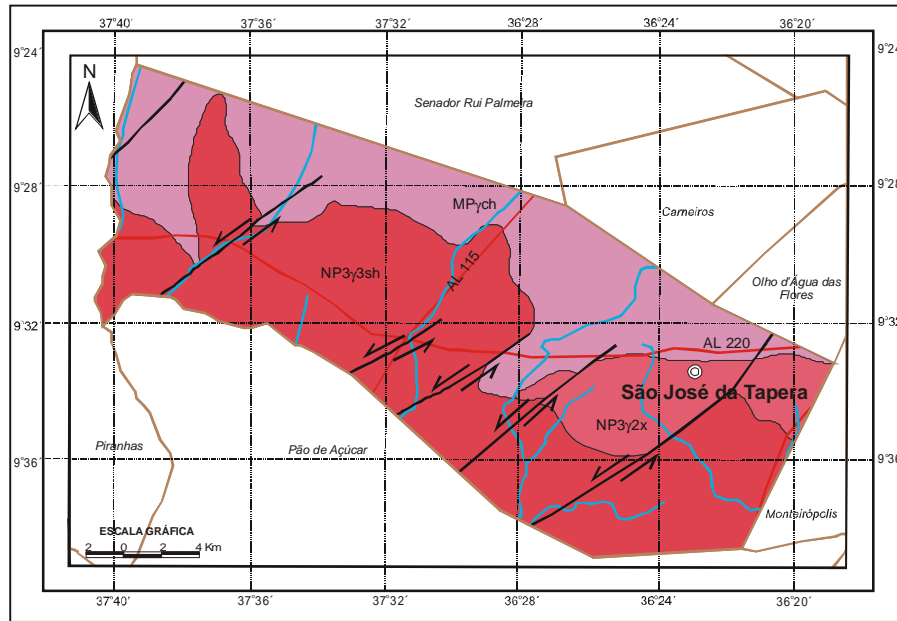 37°40´ 37°36´ 37°32´ 36°28´ 36°24´ 36°20´
9°24´ 9°24
N
Senador Rui Palmeira
9°28´ 9°28´
MPγch
Carneiros
NP3γ3sh
AL 115
Olho d'Água das
Flores
9°32´ 9°32
AL 220
São José da Tapera
NP3γ2x
Piranhas
Pão de Açúcar
9°36´ 9°36
Monteirópolis
ESCALA GRÁFICA
2 0 2 4 Km
37°40´ 37°36´ 37°32´ 36°28´ 36°24´ 36°20´